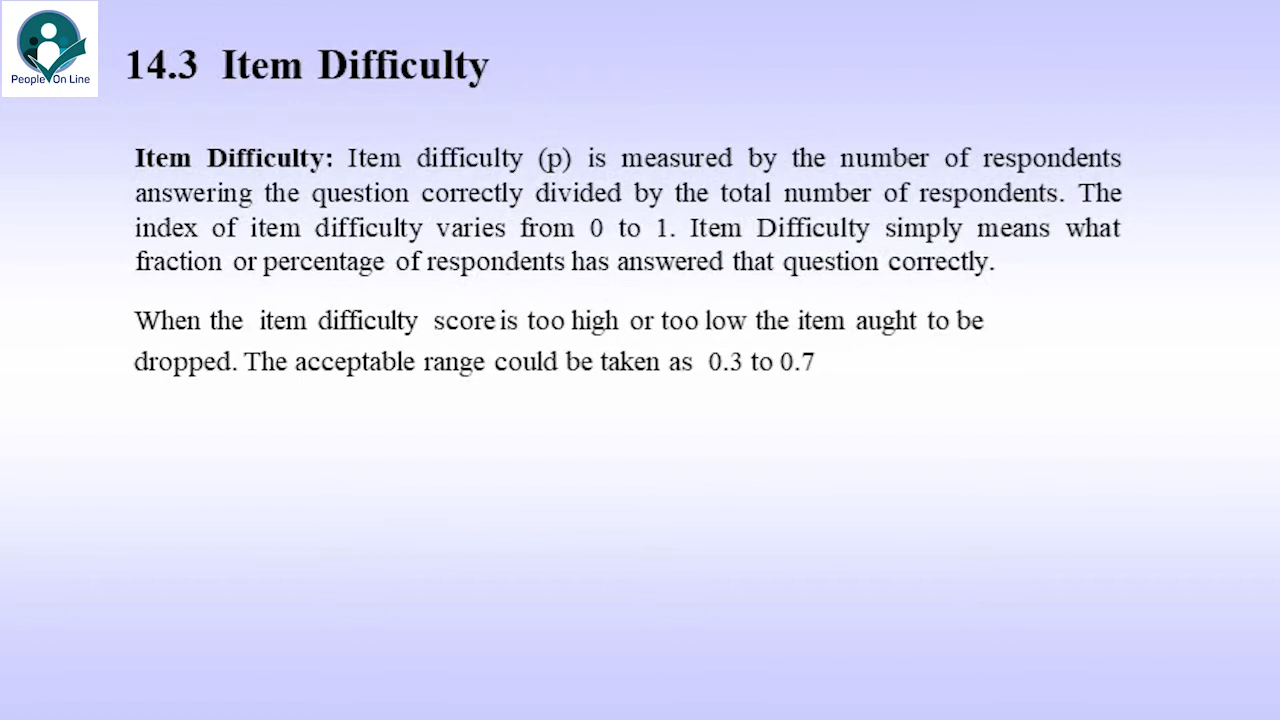 People On Line
14.3 Item Difficulty
Item Difficulty: Item difficulty (p) is measured by the number of respondents
answering the question correctly divided by the total number of respondents. The
index of item difficulty varies from 0 to 1. Item Difficulty simply means what
fraction or percentage of respondents has answered that question correctly.
When the item difficulty score is too high or too low the item aught to be
dropped. The acceptable range could be taken as 0.3 to 0.7